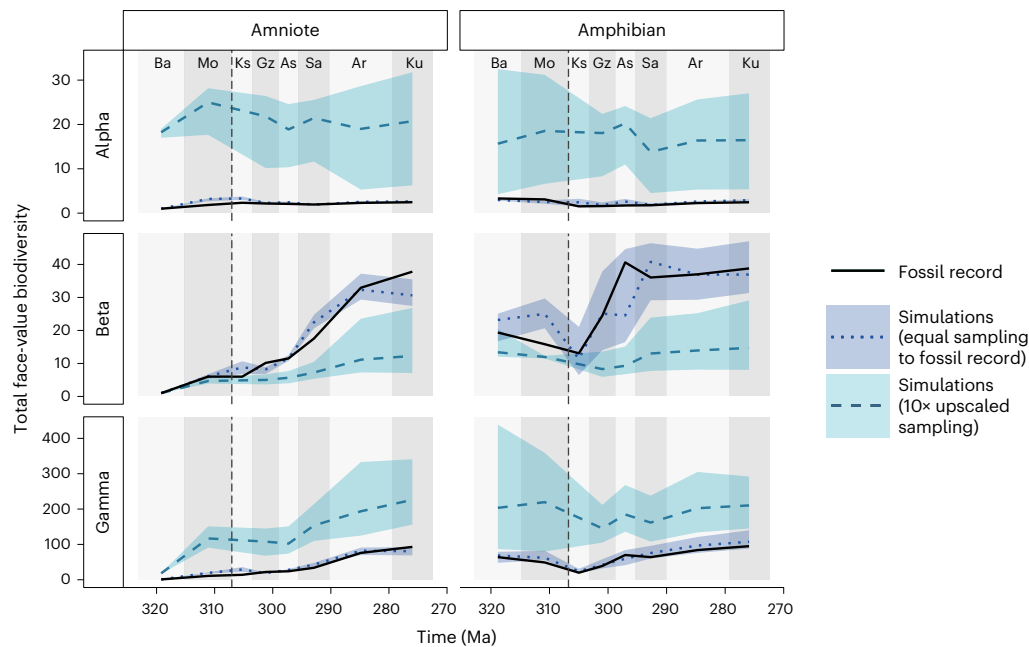 Amniote
Amphibian
Ba Mo Ks Gz As Sa Ar Ku
Ba Mo Ks Gz As Sa Ar Ku
Total face-value biodiversity
Alpha
30
20
10
0
Beta
40
30
20
10
0
Gamma
400
300
200
100
0
320 310 300 290 280 270
320 310 300 290 280 270
Time (Ma)
Fossil record
Simulations
(equal sampling
to fossil record)
Simulations
(10× upscaled
sampling)